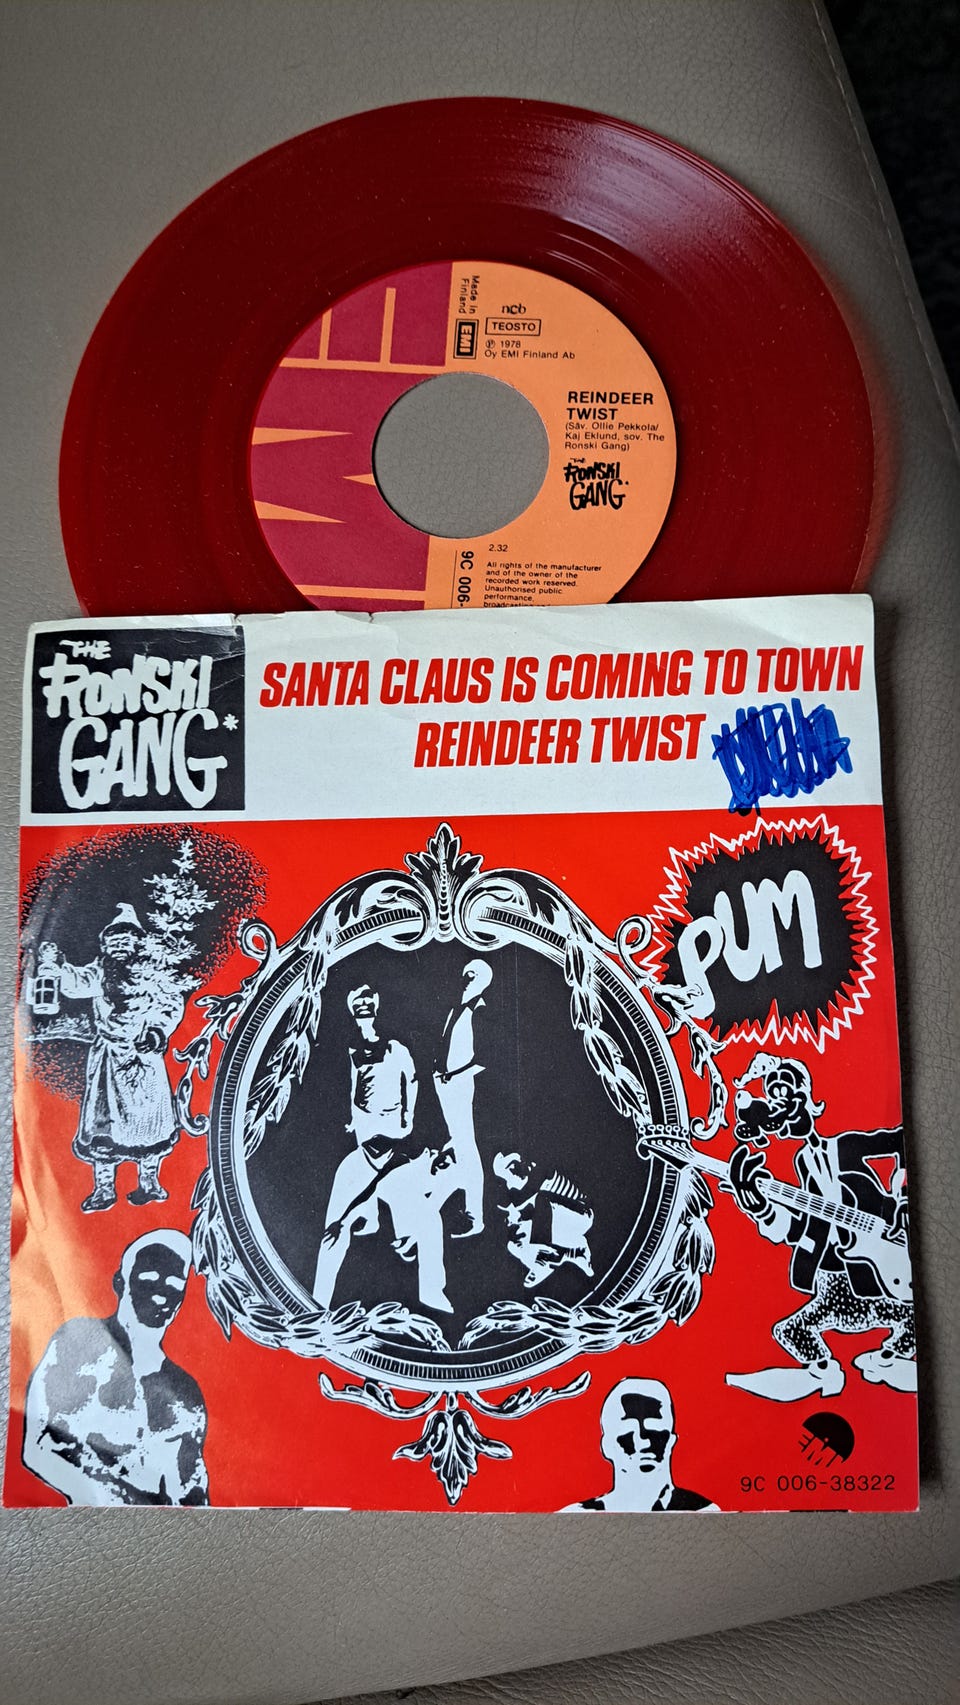 Made in
Finland
EMI
ncb
TEOSTO
℗ 1978
Oy EMI Finland Ab
REINDEER
TWIST
(Säv. Ollie Pekkola/
Kaj Eklund, sov. The
Ronski Gang)
THE
RONSKI
GANG
2.32
9C 006-
All rights of the manufacturer
and of the owner of the
recorded work reserved.
Unauthorised public
performance,
THE
RONSKI
GANG*
SANTA CLAUS IS COMING TO TOWN
REINDEER TWIST
PUM
EMI
9C 006-38322